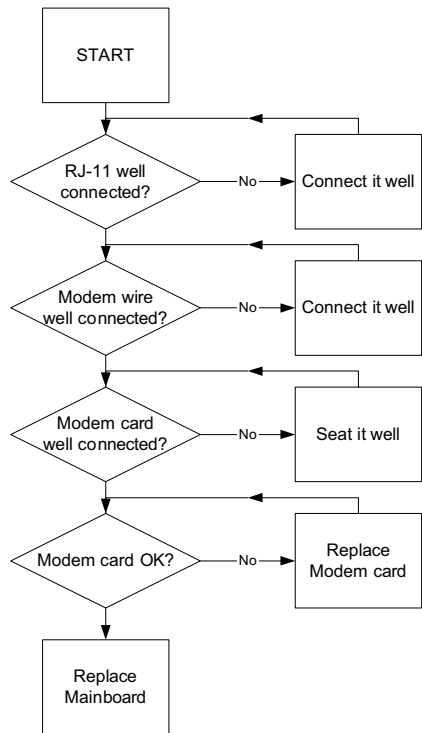 START
RJ-11 well
connected?
No
Connect it well
Modem wire
well connected?
No
Connect it well
Modem card
well connected?
No
Seat it well
Modem card OK?
No
Replace
Modem card
Replace
Mainboard